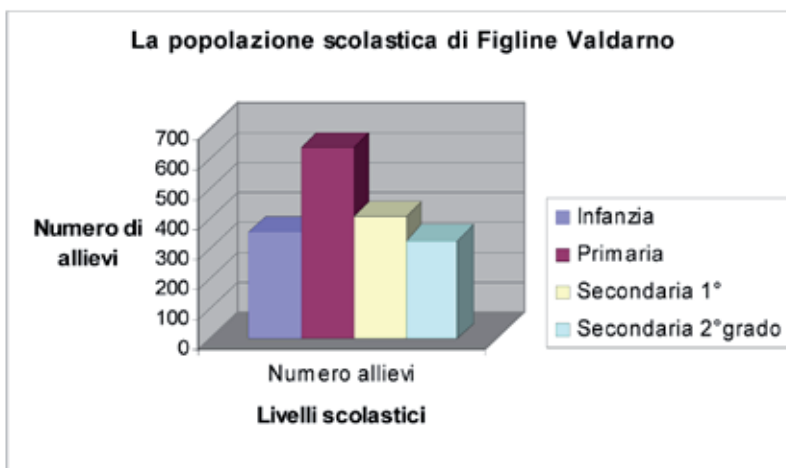 La popolazione scolastica di Figline Valdarno
700
600
500
400
300
200
100
0
Numero di
allievi
Numero allievi
Livelli scolastici
Infanzia
Primaria
Secondaria 1°
Secondaria 2°grado